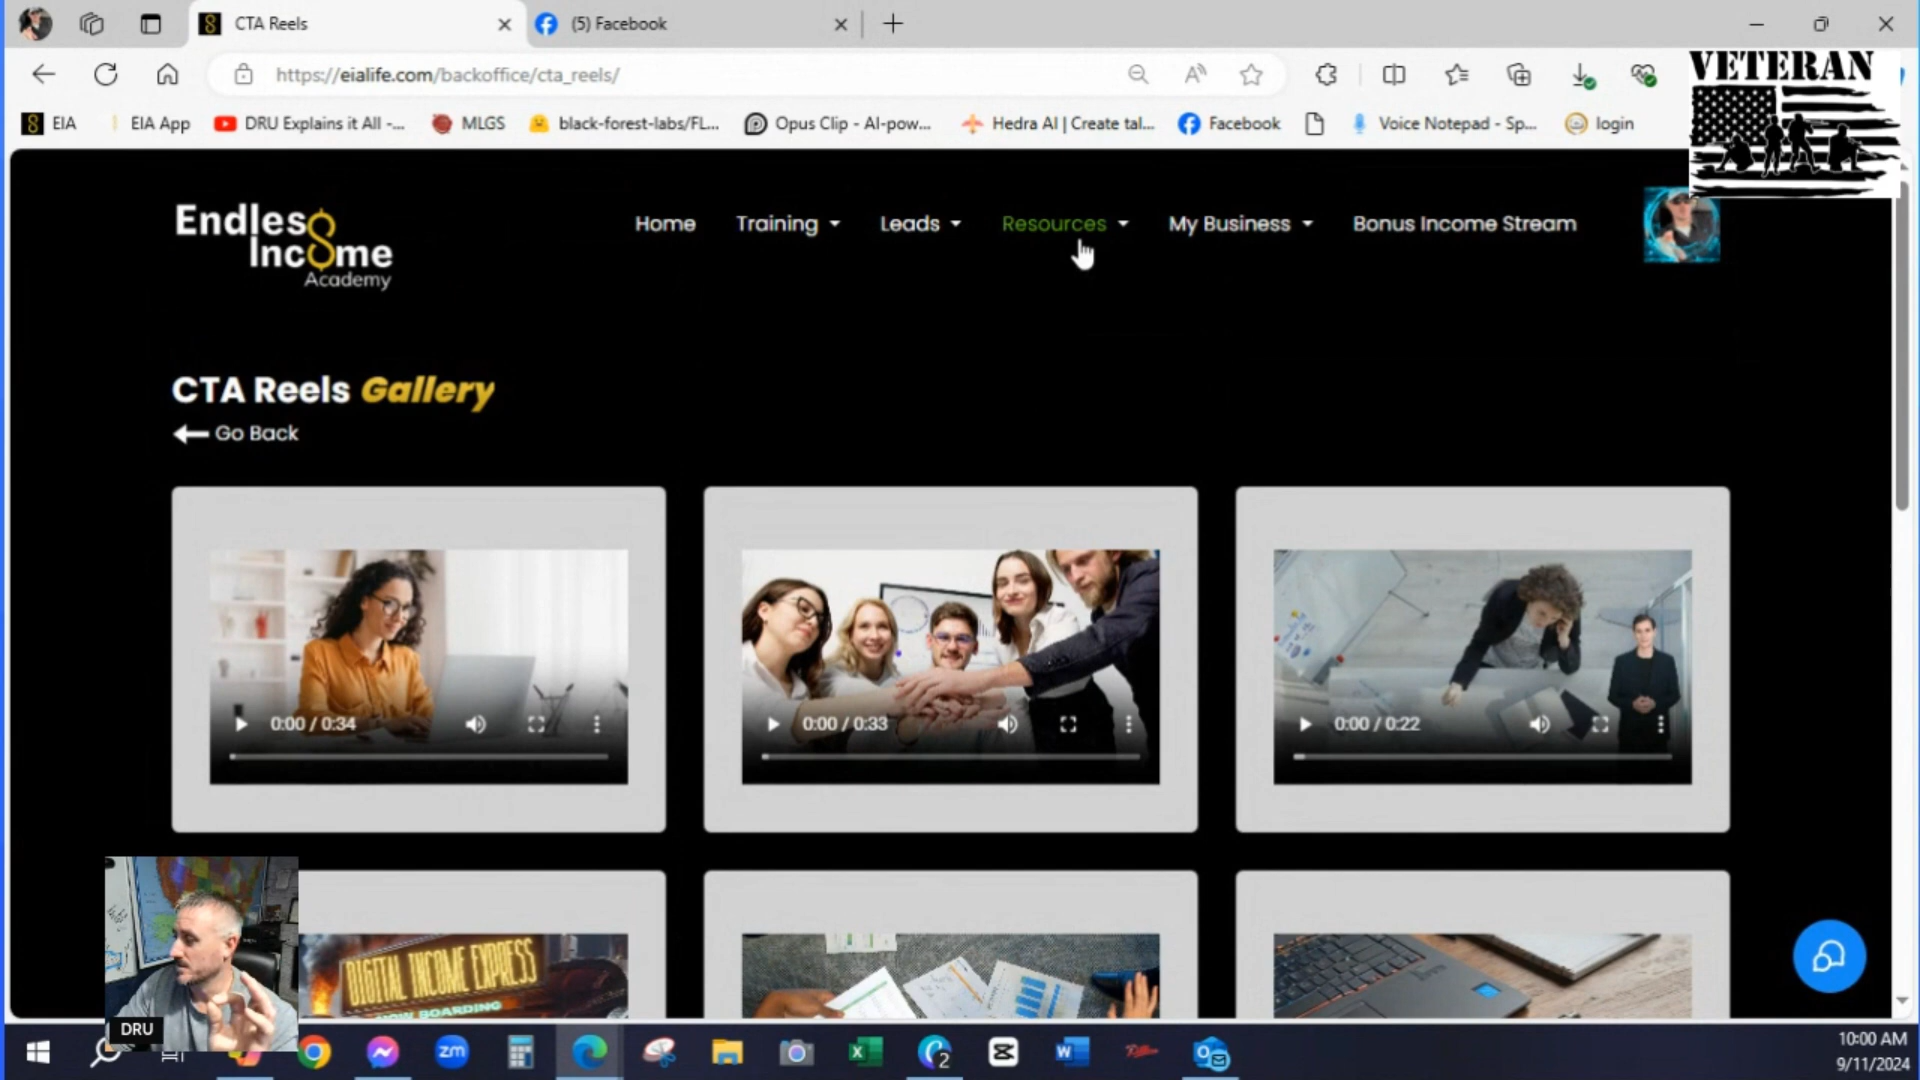 CTA Reels
(5) Facebook
https://eialife.com/backoffice/cta_reels/
VETERAN
EIA
EIA App
DRU Explains it All -...
MLGS
black-forest-labs/FL...
Opus Clip - AI-pow...
Hedra AI | Create tal...
Facebook
Voice Notepad - Sp...
login
Endless
Income
Academy
Home
Training
Leads
Resources
My Business
Bonus Income Stream
CTA Reels Gallery
Go Back
0:00 / 0:34
0:00 / 0:33
0:00 / 0:22
DIGITAL INCOME EXPRESS
NOW BOARDING
DRU
zm
2
10:00 AM
9/11/2024